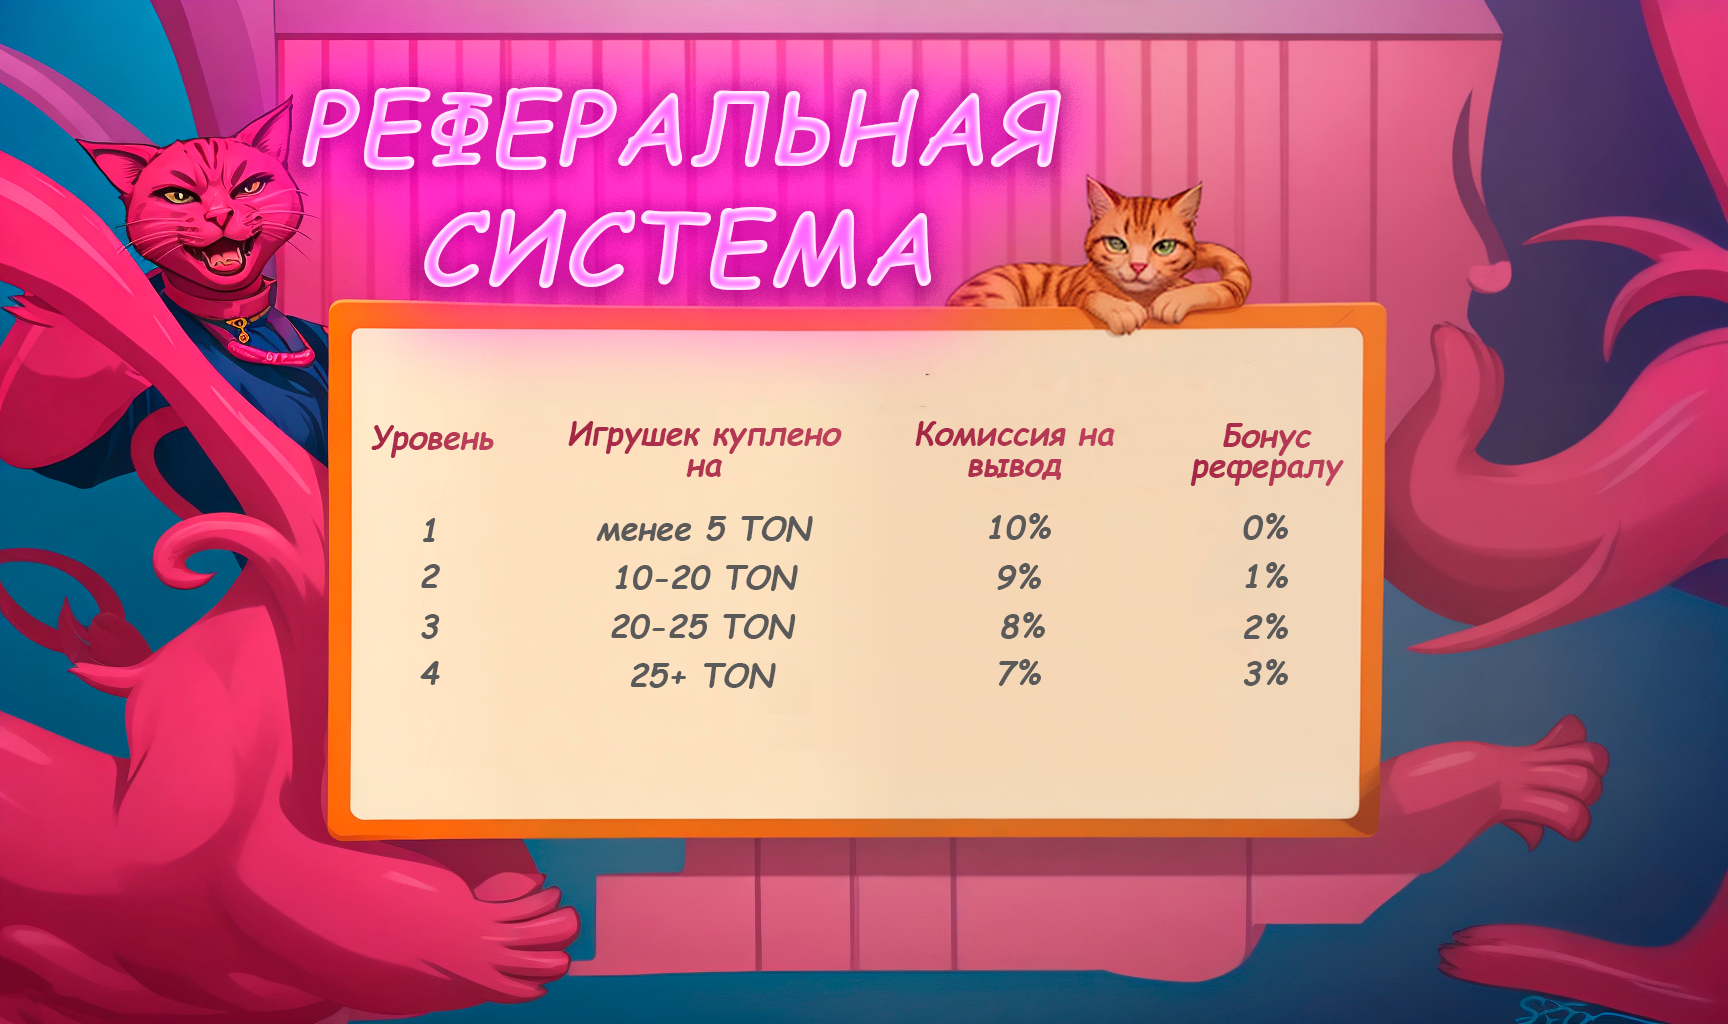 РЕФЕРАЛЬНАЯ
СИСТЕМА
Уровень Игрушек куплено на Комиссия на вывод Бонус рефералу
1 менее 5 TON 10% 0%
2 10-20 TON 9% 1%
3 20-25 TON 8% 2%
4 25+ TON 7% 3%